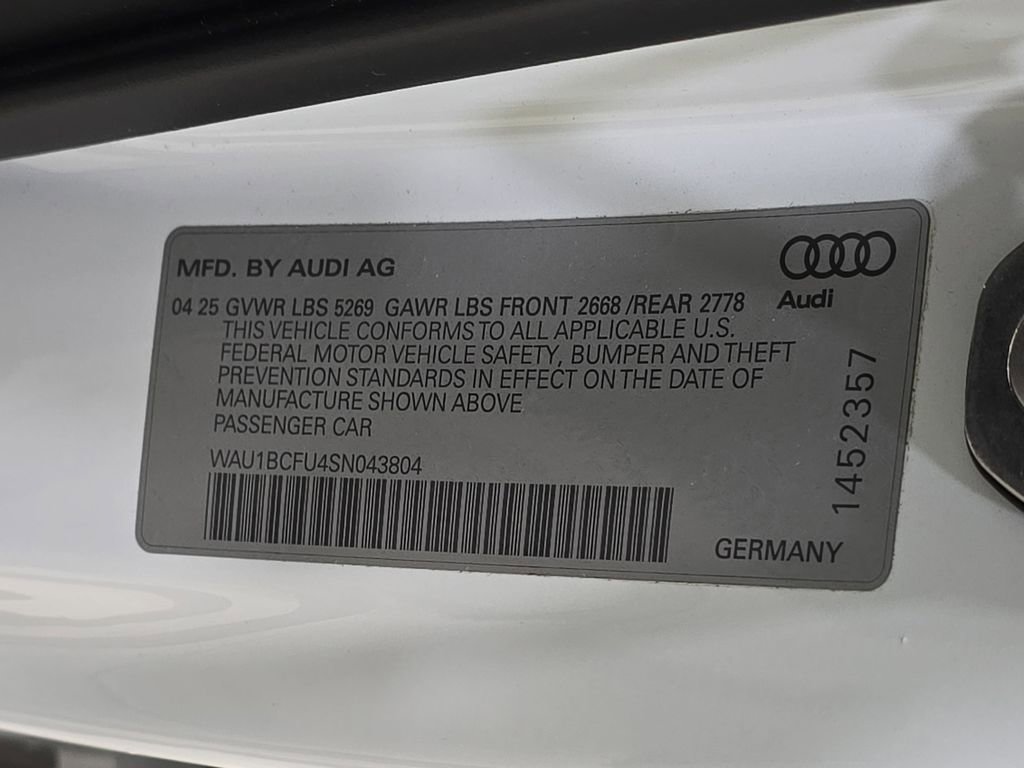 MFD. BY AUDI AG
Audi
04 25 GVWR LBS 5269 GAWR LBS FRONT 2668 /REAR 2778
THIS VEHICLE CONFORMS TO ALL APPLICABLE U.S.
FEDERAL MOTOR VEHICLE SAFETY, BUMPER AND THEFT
PREVENTION STANDARDS IN EFFECT ON THE DATE OF
MANUFACTURE SHOWN ABOVE
PASSENGER CAR
WAU1BCFU4SN043804
1452357
GERMANY